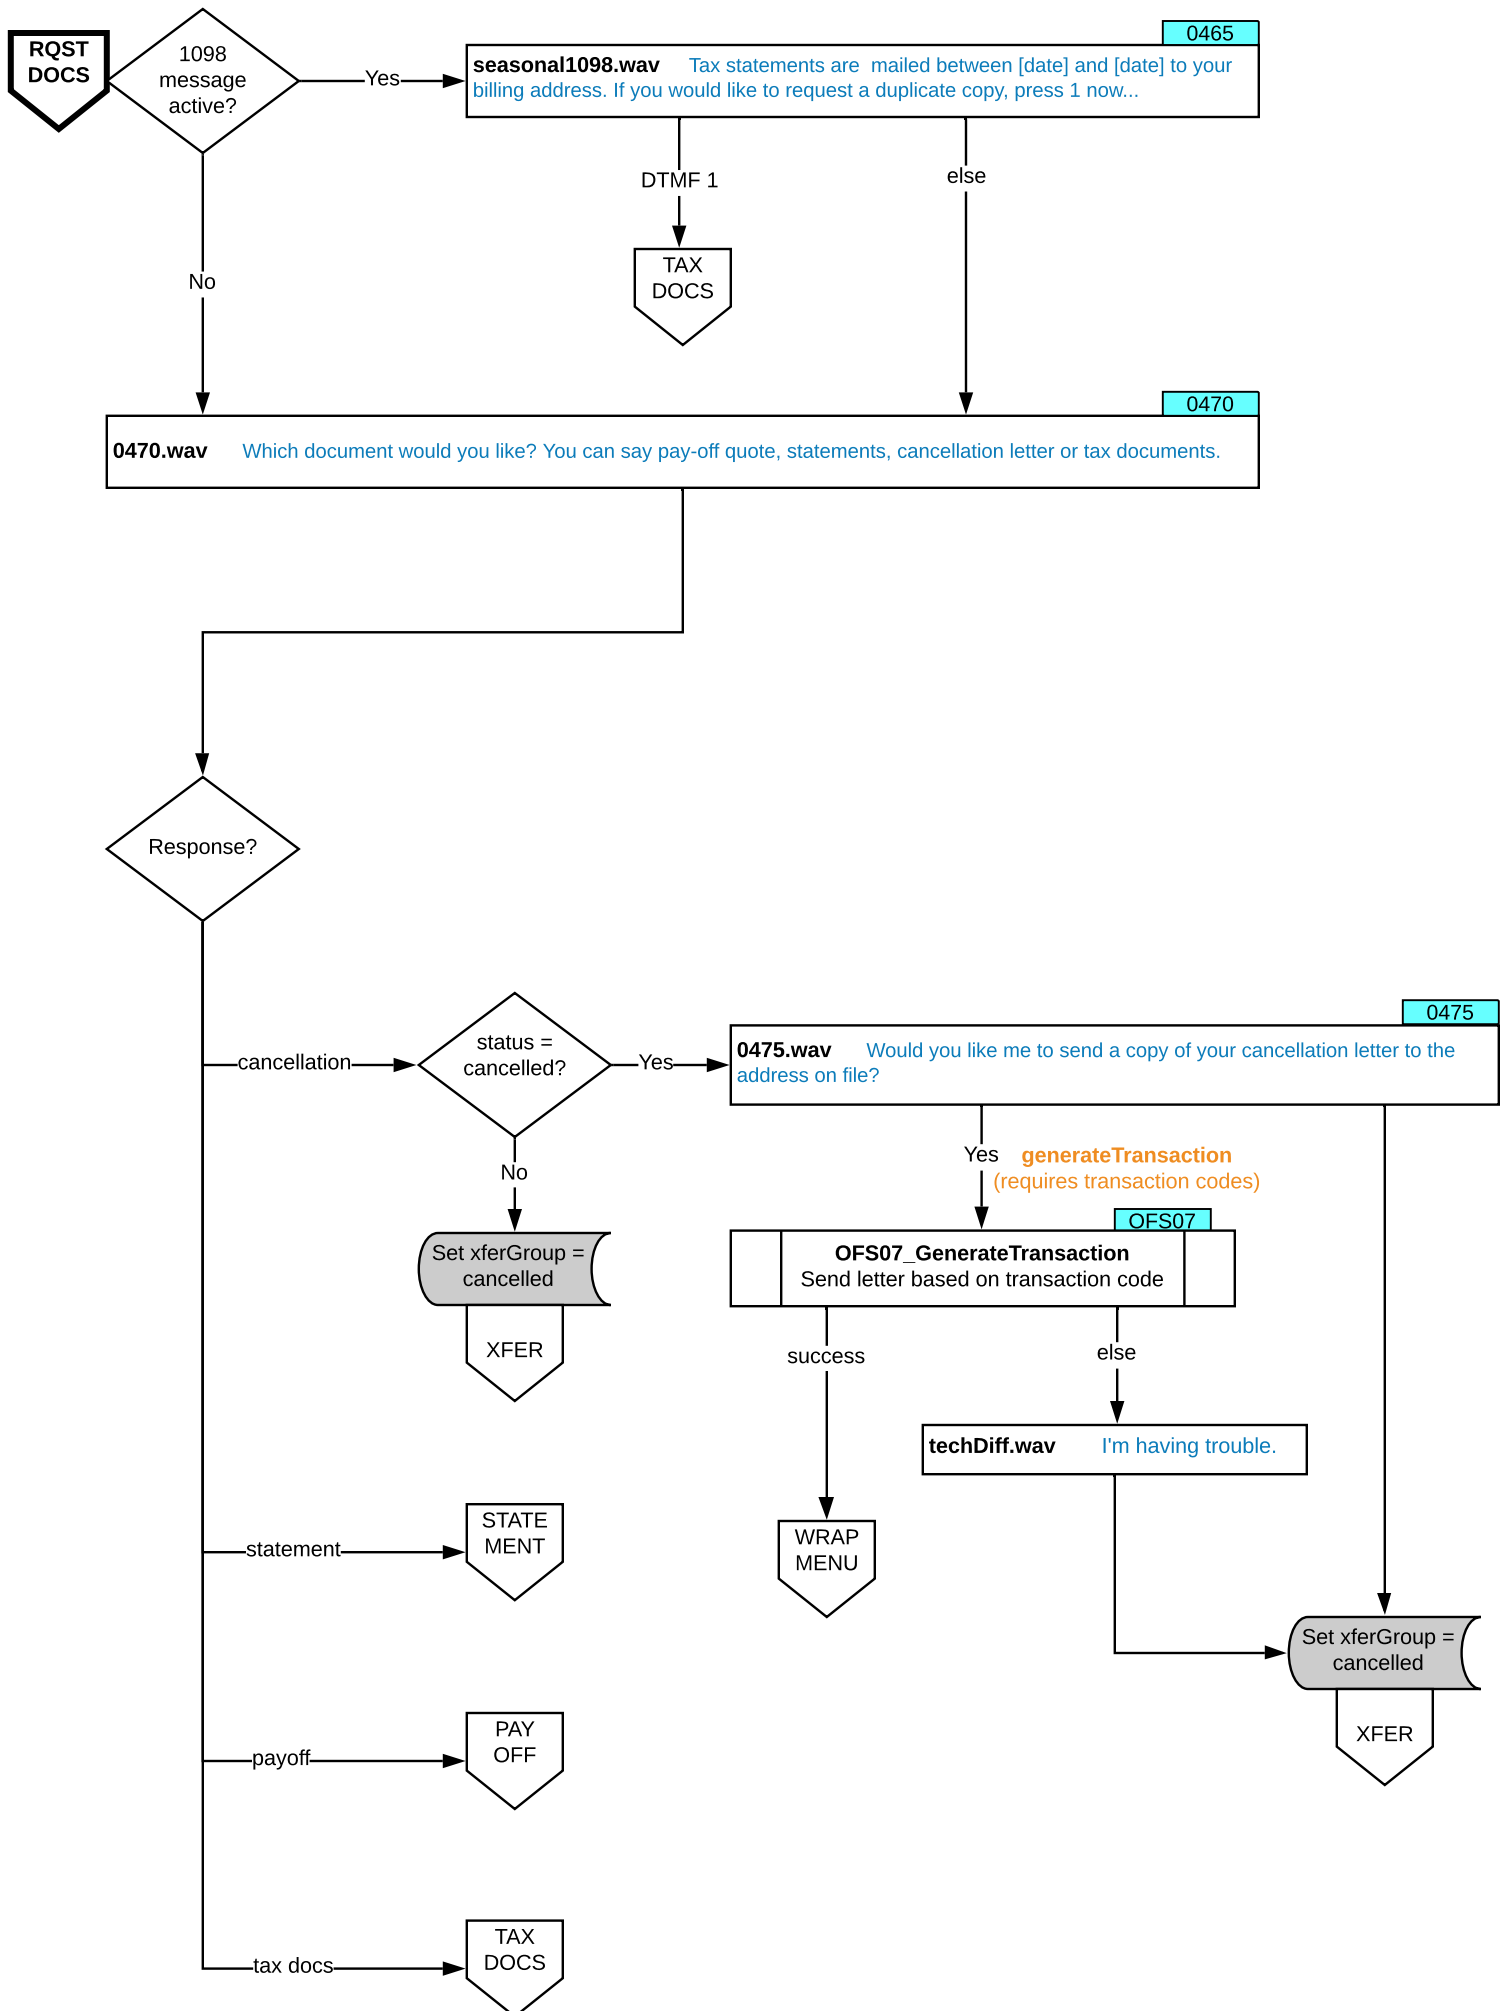 RQST
DOCS
1098
message
active?
Yes
0465
seasonal1098.wav Tax statements are  mailed between [date] and [date] to your
billing address. If you would like to request a duplicate copy, press 1 now...
DTMF 1
else
No
TAX
DOCS
0470
0470.wav Which document would you like? You can say pay-off quote, statements, cancellation letter or tax documents.
Response?
cancellation
status =
cancelled?
Yes
0475
0475.wav Would you like me to send a copy of your cancellation letter to the
address on file?
No
Yes
generateTransaction
(requires transaction codes)
Set xferGroup =
cancelled
XFER
OFS07
OFS07_GenerateTransaction
Send letter based on transaction code
success
else
techDiff.wav I'm having trouble.
statement
STATE
MENT
WRAP
MENU
Set xferGroup =
cancelled
XFER
payoff
PAY
OFF
tax docs
TAX
DOCS